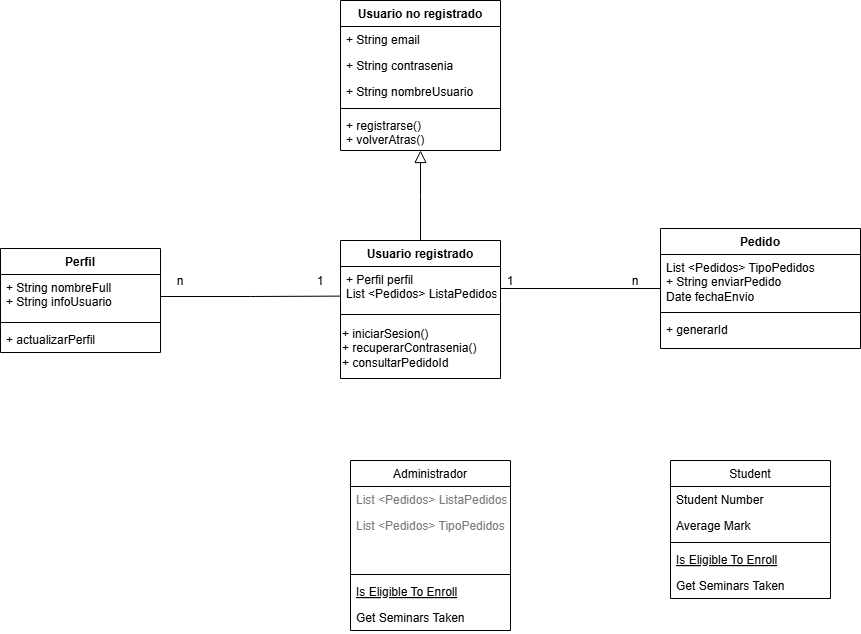 Usuario no registrado
+ String email
+ String contrasenia
+ String nombreUsuario
+ registrarse()
+ volverAtras()
Perfil
+ String nombreFull
+ String infoUsuario
+ actualizarPerfil
n
1
Usuario registrado
+ Perfil perfil
List <Pedidos> ListaPedidos
+ iniciarSesion()
+ recuperarContrasenia()
+ consultarPedidoId
1
n
Pedido
List <Pedidos> TipoPedidos
+ String enviarPedido
Date fechaEnvio
+ generarId
Administrador
List <Pedidos> ListaPedidos
List <Pedidos> TipoPedidos
Is Eligible To Enroll
Get Seminars Taken
Student
Student Number
Average Mark
Is Eligible To Enroll
Get Seminars Taken